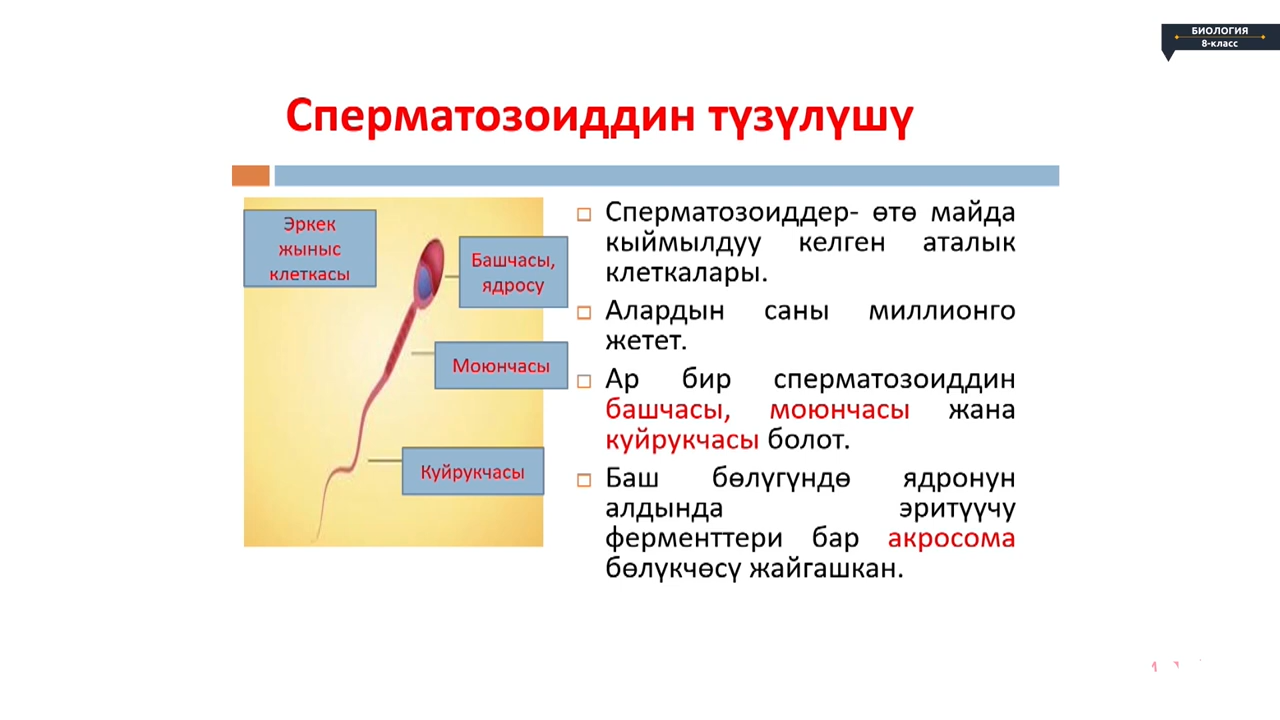 БИОЛОГИЯ
8-класс
Сперматозоиддин түзүлүшү
Эркек
жыныс
клеткасы
Башчасы,
ядросу
Моюнчасы
Куйрукчасы
Сперматозоиддер- өтө майда
кыймылдуу келген аталык
клеткалары.
Алардын саны миллионго
жетет.
Ар бир сперматозоиддин
башчасы, моюнчасы жана
куйрукчасы болот.
Баш бөлүгүндө ядронун
алдында эритүүчү
ферменттери бар акросома
бөлүкчөсү жайгашкан.